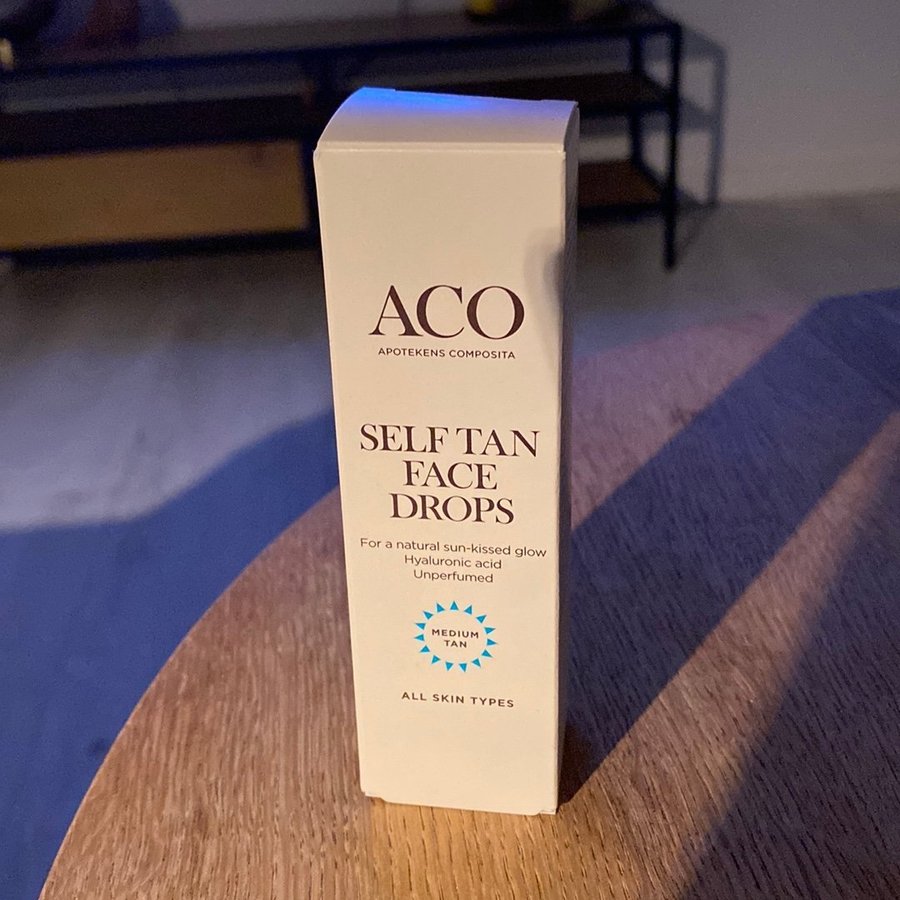 ACO
APOTEKENS COMPOSITA
SELF TAN
FACE
DROPS
For a natural sun-kissed glow
Hyaluronic acid
Unperfumed
MEDIUM
TAN
ALL SKIN TYPES